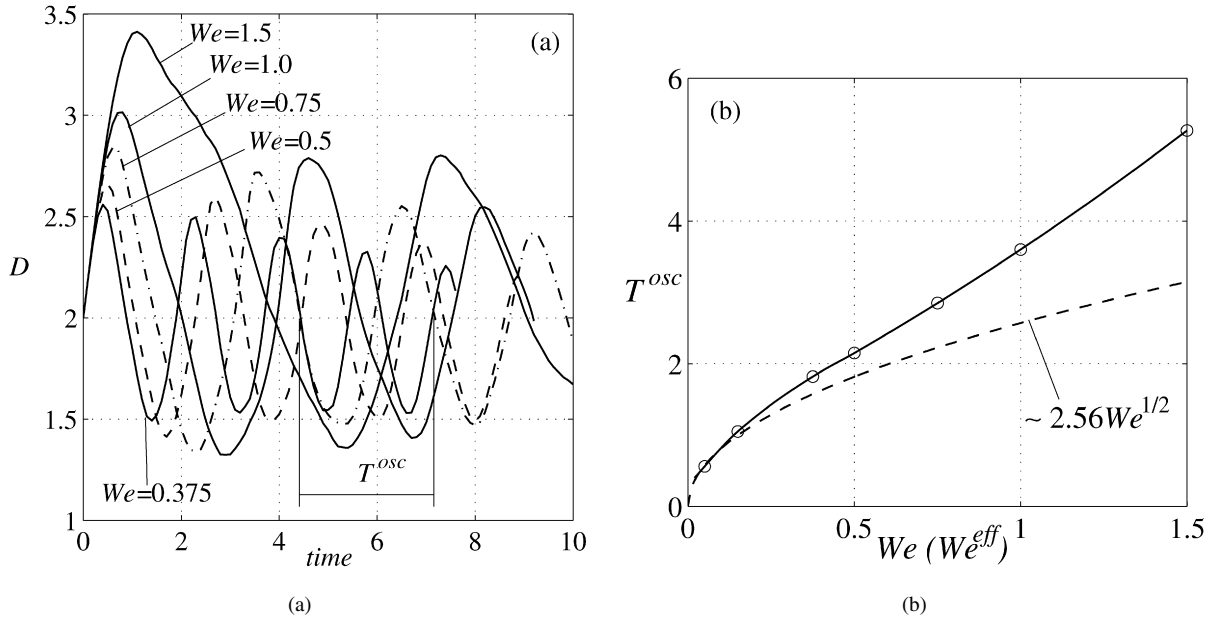 3.5
(a)
We=1.5
We=1.0
3
We=0.75
We=0.5
2.5
D
2
1.5
T^osc
We=0.375
1
0 2 4 6 8 10
time
(a)
6
(b)
4
T^osc
2
~ 2.56We^1/2
0
0 0.5 1 1.5
We (We^eff)
(b)